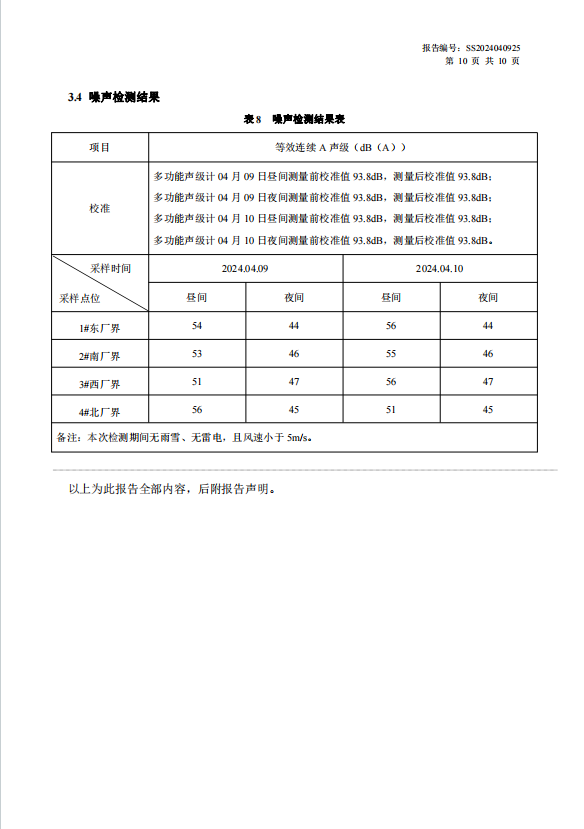 报告编号：SS2024040925
第 10 页 共 10 页
3.4 噪声检测结果
表 8 噪声检测结果表
项目 等效连续 A 声级（dB（A））
校准
多功能声级计 04 月 09 日昼间测量前校准值 93.8dB，测量后校准值 93.8dB；
多功能声级计 04 月 09 日夜间测量前校准值 93.8dB，测量后校准值 93.8dB；
多功能声级计 04 月 10 日昼间测量前校准值 93.8dB，测量后校准值 93.8dB；
多功能声级计 04 月 10 日夜间测量前校准值 93.8dB，测量后校准值 93.8dB。
采样时间 2024.04.09 2024.04.10
采样点位 昼间 夜间 昼间 夜间
1#东厂界 54 44 56 44
2#南厂界 53 46 55 46
3#西厂界 51 47 56 47
4#北厂界 56 45 51 45
备注：本次检测期间无雨雪、无雷电，且风速小于 5m/s。
以上为此报告全部内容，后附报告声明。